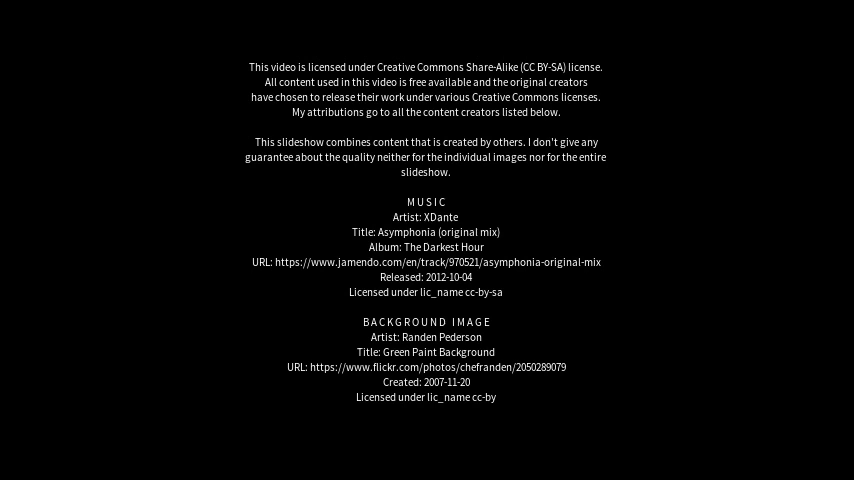 This video is licensed under Creative Commons Share-Alike (CC BY-SA) license.
All content used in this video is free available and the original creators
have chosen to release their work under various Creative Commons licenses.
My attributions go to all the content creators listed below.
This slideshow combines content that is created by others. I don't give any
guarantee about the quality neither for the individual images nor for the entire
slideshow.
M U S I C
Artist: XDante
Title: Asymphonia (original mix)
Album: The Darkest Hour
URL: https://www.jamendo.com/en/track/970521/asymphonia-original-mix
Released: 2012-10-04
Licensed under lic_name cc-by-sa
B A C K G R O U N D   I M A G E
Artist: Randen Pederson
Title: Green Paint Background
URL: https://www.flickr.com/photos/chefranden/2050289079
Created: 2007-11-20
Licensed under lic_name cc-by